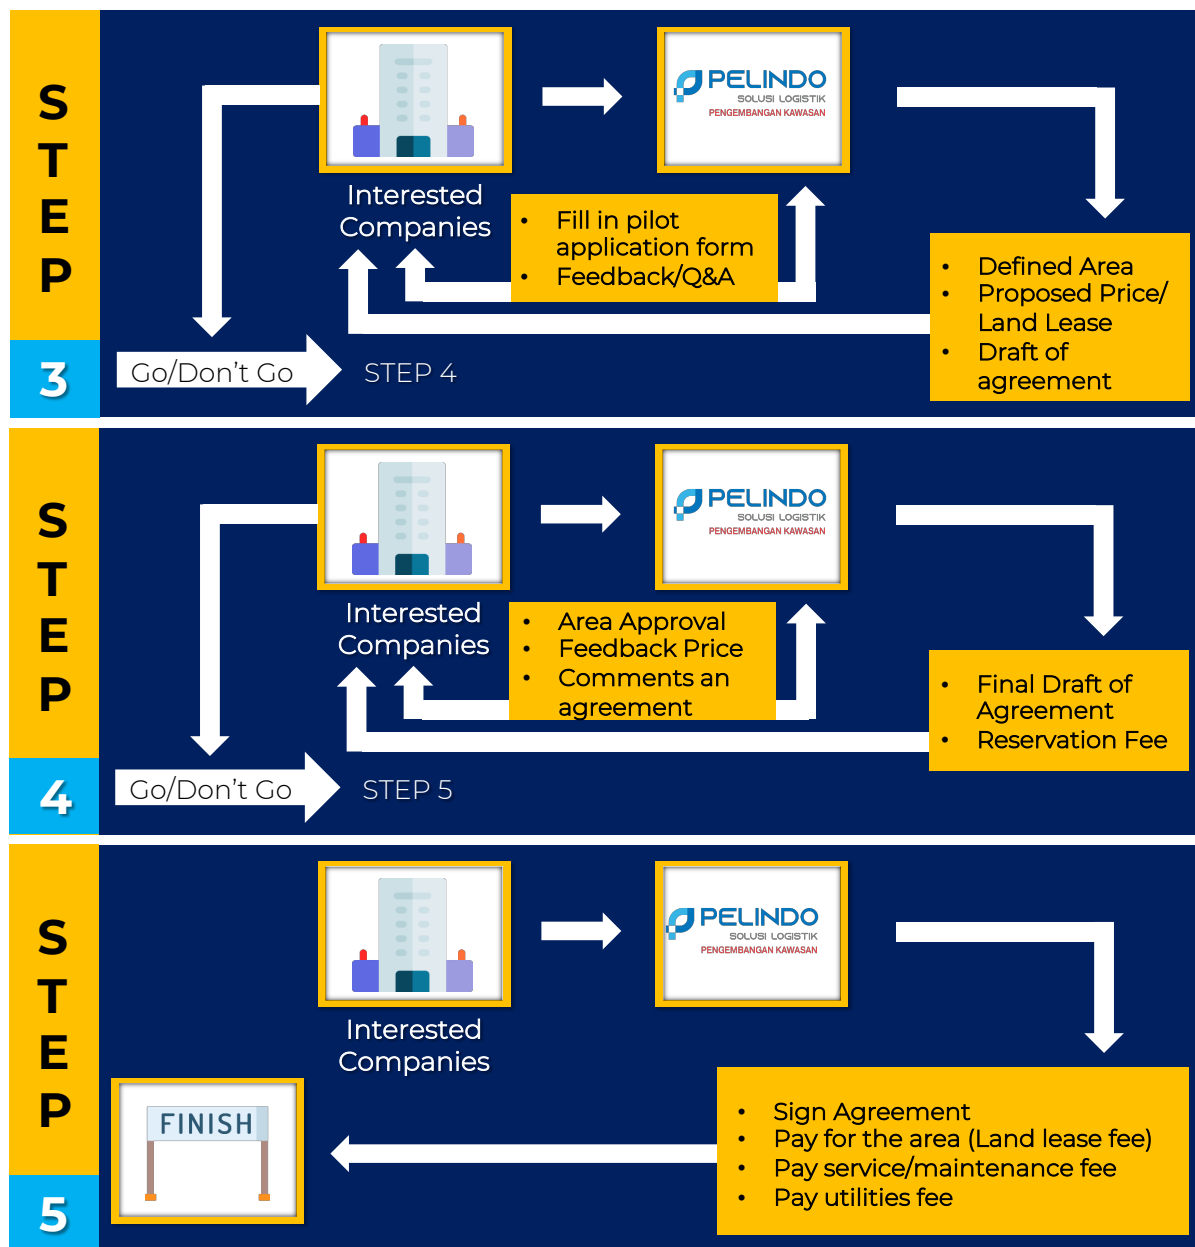 STEP
3
PELINDO
SOLUSI LOGISTIK
PENGEMBANGAN KAWASAN
Interested
Companies
• Fill in pilot
application form
• Feedback/Q&A
• Defined Area
• Proposed Price/
Land Lease
• Draft of
agreement
Go/Don't Go
STEP 4
STEP
4
PELINDO
SOLUSI LOGISTIK
PENGEMBANGAN KAWASAN
Interested
Companies
• Area Approval
• Feedback Price
• Comments an
agreement
• Final Draft of
Agreement
• Reservation Fee
Go/Don't Go
STEP 5
STEP
5
PELINDO
SOLUSI LOGISTIK
PENGEMBANGAN KAWASAN
Interested
Companies
FINISH
• Sign Agreement
• Pay for the area (Land lease fee)
• Pay service/maintenance fee
• Pay utilities fee